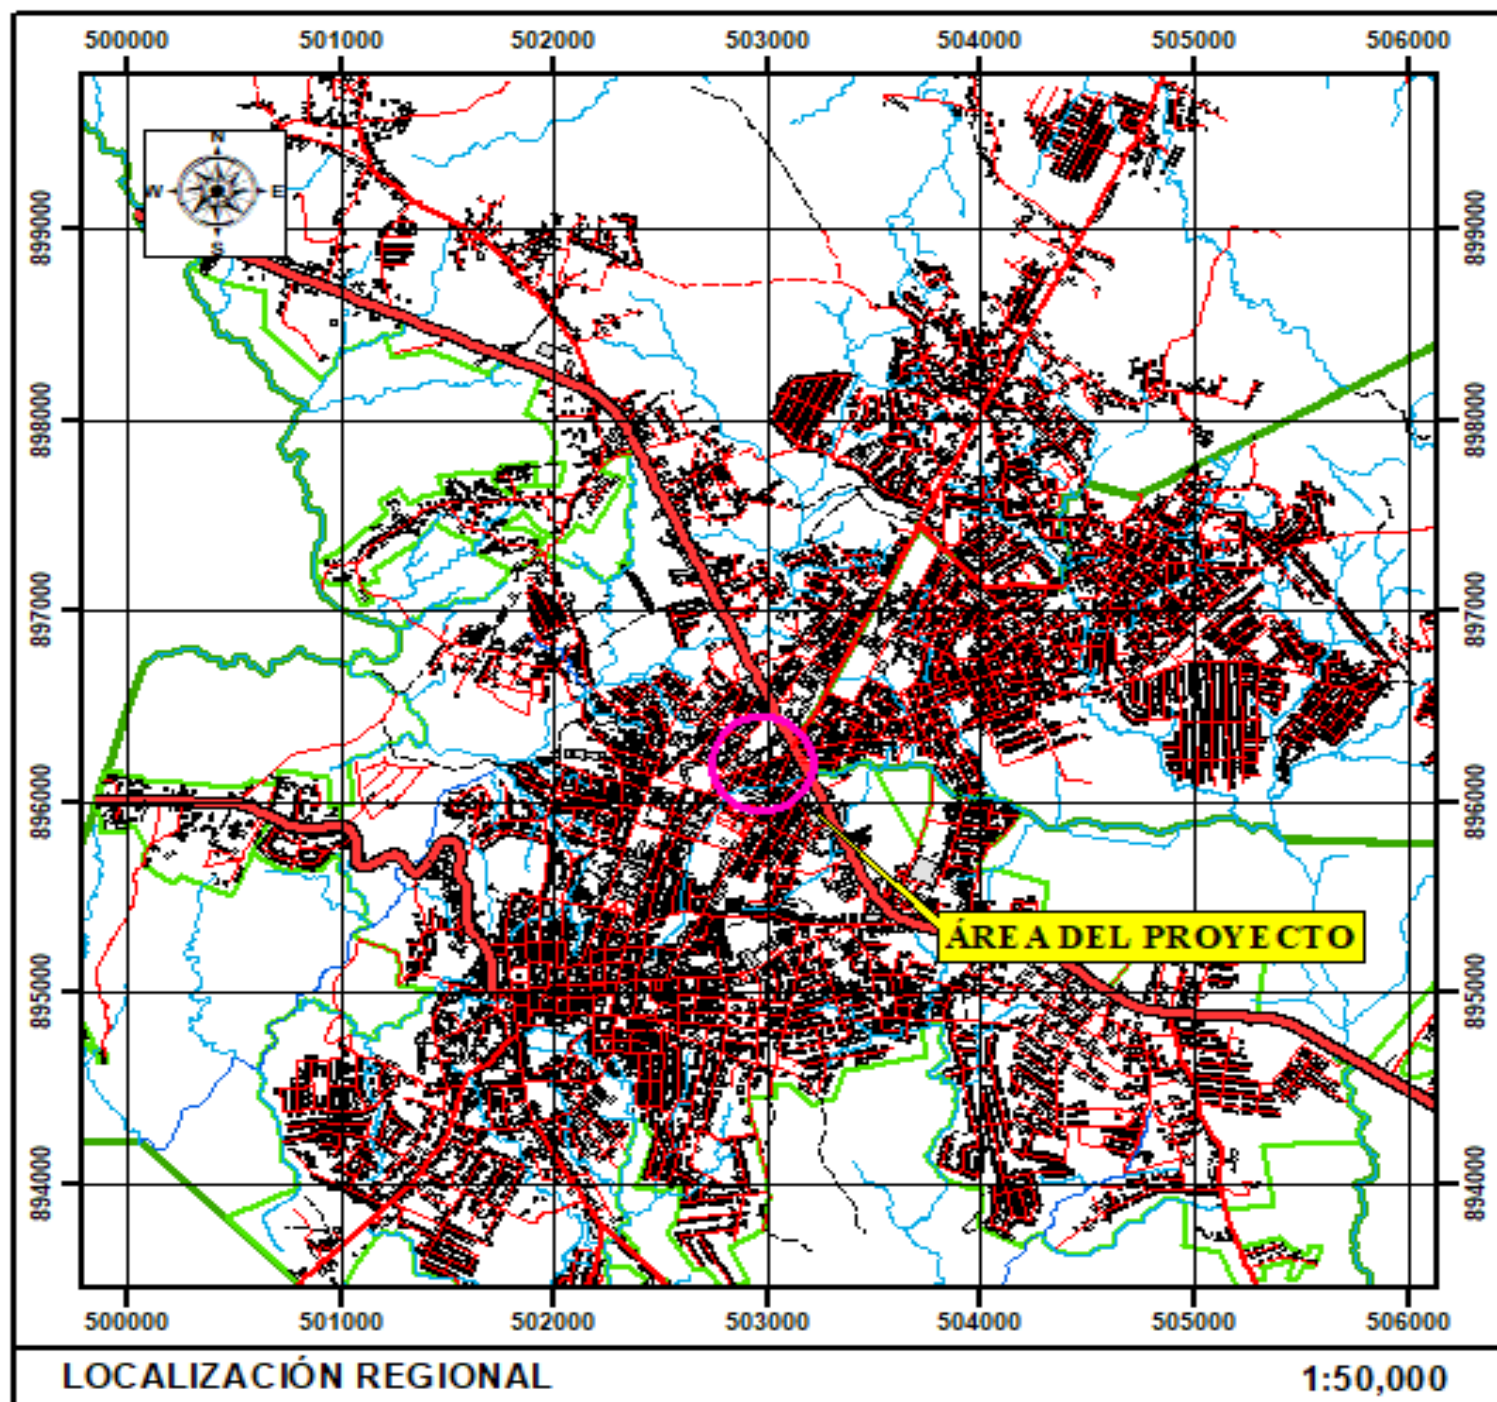 500000 501000 502000 503000 504000 505000 506000
N
W E
S
899000 899000
898000 898000
897000 897000
896000 896000
ÁREA DEL PROYECTO
895000 895000
894000 894000
500000 501000 502000 503000 504000 505000 506000
LOCALIZACIÓN REGIONAL 1:50,000